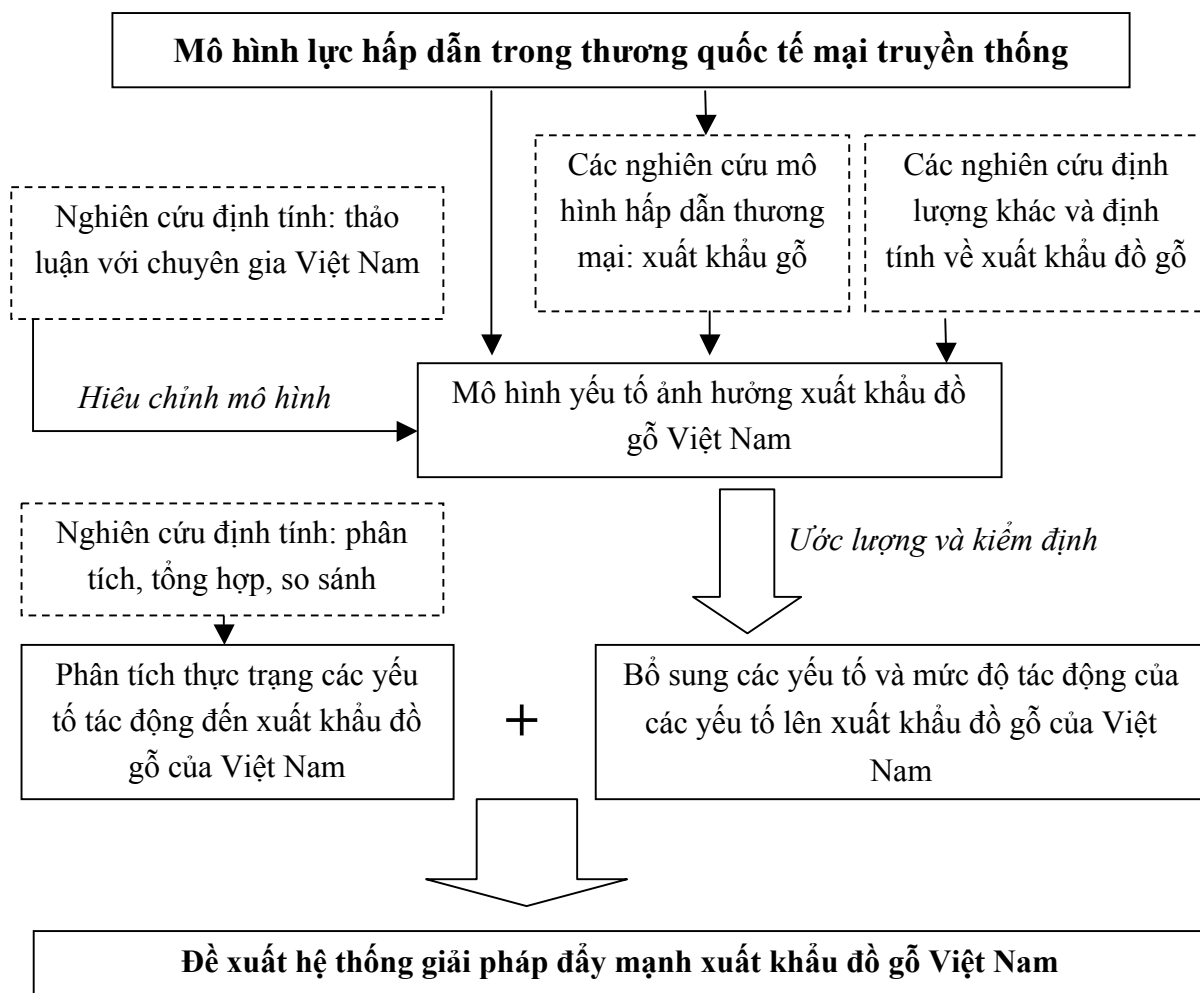 Mô hình lực hấp dẫn trong thương quốc tế mại truyền thống
Nghiên cứu định tính: thảo
luận với chuyên gia Việt Nam
Các nghiên cứu mô
hình hấp dẫn thương
mại: xuất khẩu gỗ
Các nghiên cứu định
lượng khác và định
tính về xuất khẩu đồ gỗ
Hiêu chỉnh mô hình
Mô hình yếu tố ảnh hưởng xuất khẩu đồ
gỗ Việt Nam
Nghiên cứu định tính: phân
tích, tổng hợp, so sánh
Ước lượng và kiểm định
Phân tích thực trạng các yếu
tố tác động đến xuất khẩu đồ
gỗ của Việt Nam
+
Bổ sung các yếu tố và mức độ tác động của
các yếu tố lên xuất khẩu đồ gỗ của Việt
Nam
Đề xuất hệ thống giải pháp đẩy mạnh xuất khẩu đồ gỗ Việt Nam